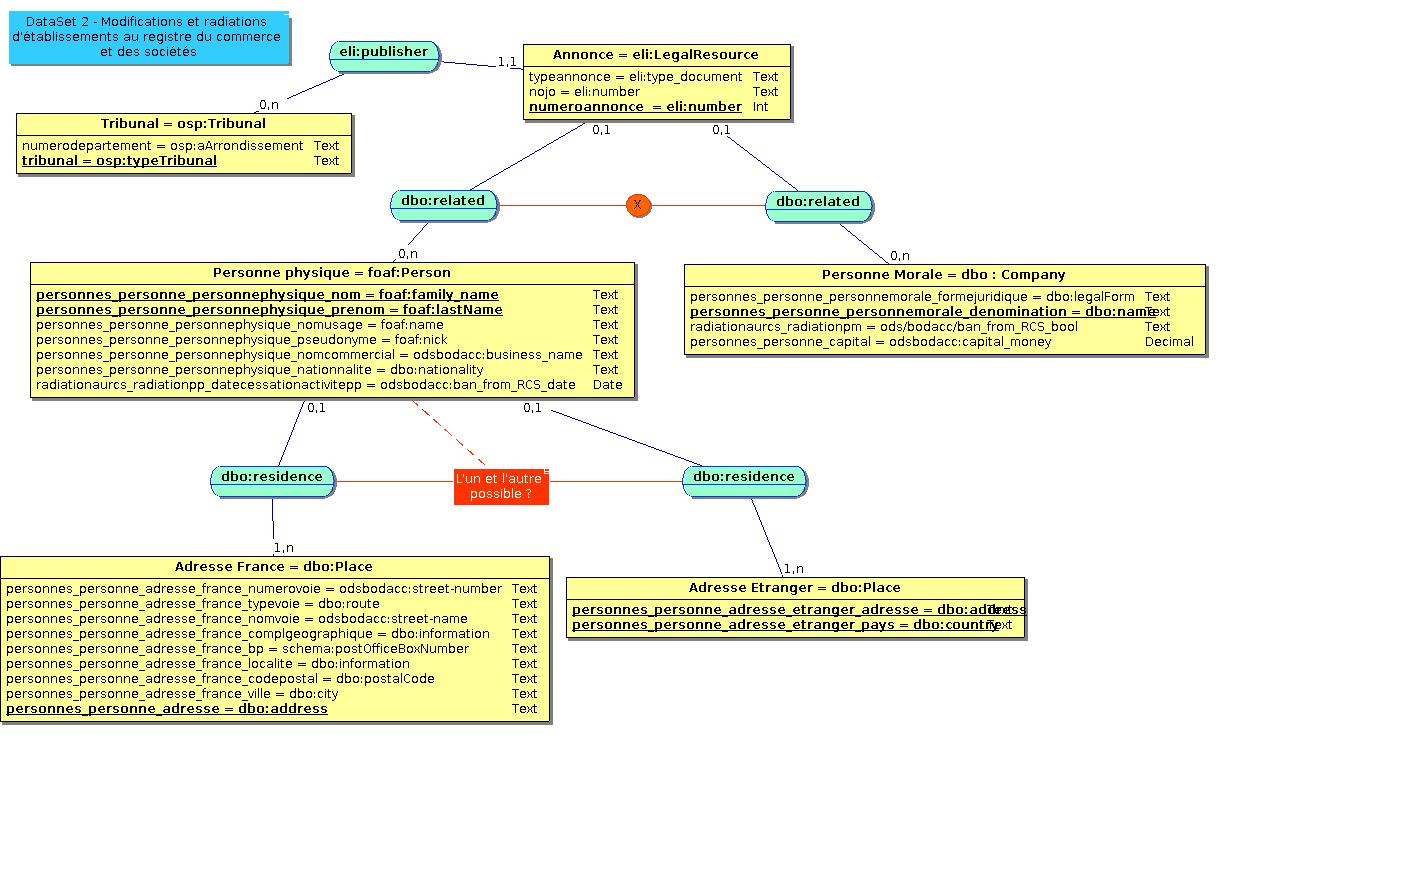 DataSet 2 - Modifications et radiations
d'établissements au registre du commerce
et des sociétés
eli:publisher
1,1
0,n
Annonce = eli:LegalResource
typeannonce = eli:type_document Text
nojo = eli:number Text
numeroannonce = eli:number Int
Tribunal = osp:Tribunal
numerodepartement = osp:aArrondissement Text
tribunal = osp:typeTribunal Text
0,1
0,1
dbo:related
X
dbo:related
0,n
0,n
Personne physique = foaf:Person
personnes_personne_personnephysique_nom = foaf:family_name Text
personnes_personne_personnephysique_prenom = foaf:lastName Text
personnes_personne_personnephysique_nomusage = foaf:name Text
personnes_personne_personnephysique_pseudonyme = foaf:nick Text
personnes_personne_personnephysique_nomcommercial = odsbodacc:business_name Text
personnes_personne_personnephysique_nationnalite = dbo:nationality Text
radiationaurcs_radiationpp_datecessationactivitepp = odsbodacc:ban_from_RCS_date Date
Personne Morale = dbo : Company
personnes_personne_personnemorale_formejuridique = dbo:legalForm Text
personnes_personne_personnemorale_denomination = dbo:name Text
radiationaurcs_radiationpm = ods/bodacc/ban_from_RCS_bool Text
personnes_personne_capital = odsbodacc:capital_money Decimal
0,1
0,1
dbo:residence
L'un et l'autre
possible ?
dbo:residence
1,n
1,n
Adresse France = dbo:Place
personnes_personne_adresse_france_numerovoie = odsbodacc:street-number Text
personnes_personne_adresse_france_typevoie = dbo:route Text
personnes_personne_adresse_france_nomvoie = odsbodacc:street-name Text
personnes_personne_adresse_france_complgeographique = dbo:information Text
personnes_personne_adresse_france_bp = schema:postOfficeBoxNumber Text
personnes_personne_adresse_france_localite = dbo:information Text
personnes_personne_adresse_france_codepostal = dbo:postalCode Text
personnes_personne_adresse_france_ville = dbo:city Text
personnes_personne_adresse = dbo:address Text
Adresse Etranger = dbo:Place
personnes_personne_adresse_etranger_adresse = dbo:address Text
personnes_personne_adresse_etranger_pays = dbo:country Text